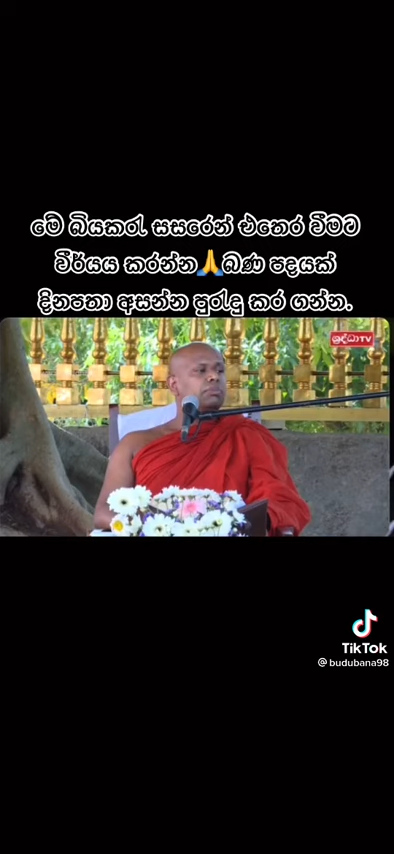 මේ බියකරැ සසරෙන් එතෙර වීමට
වීර්යය කරන්න🙏බණ පදයක්
දිනපතා අසන්න පුරැදු කර ගන්න.
ශ්‍රද්ධාTV
TikTok
@budubana98